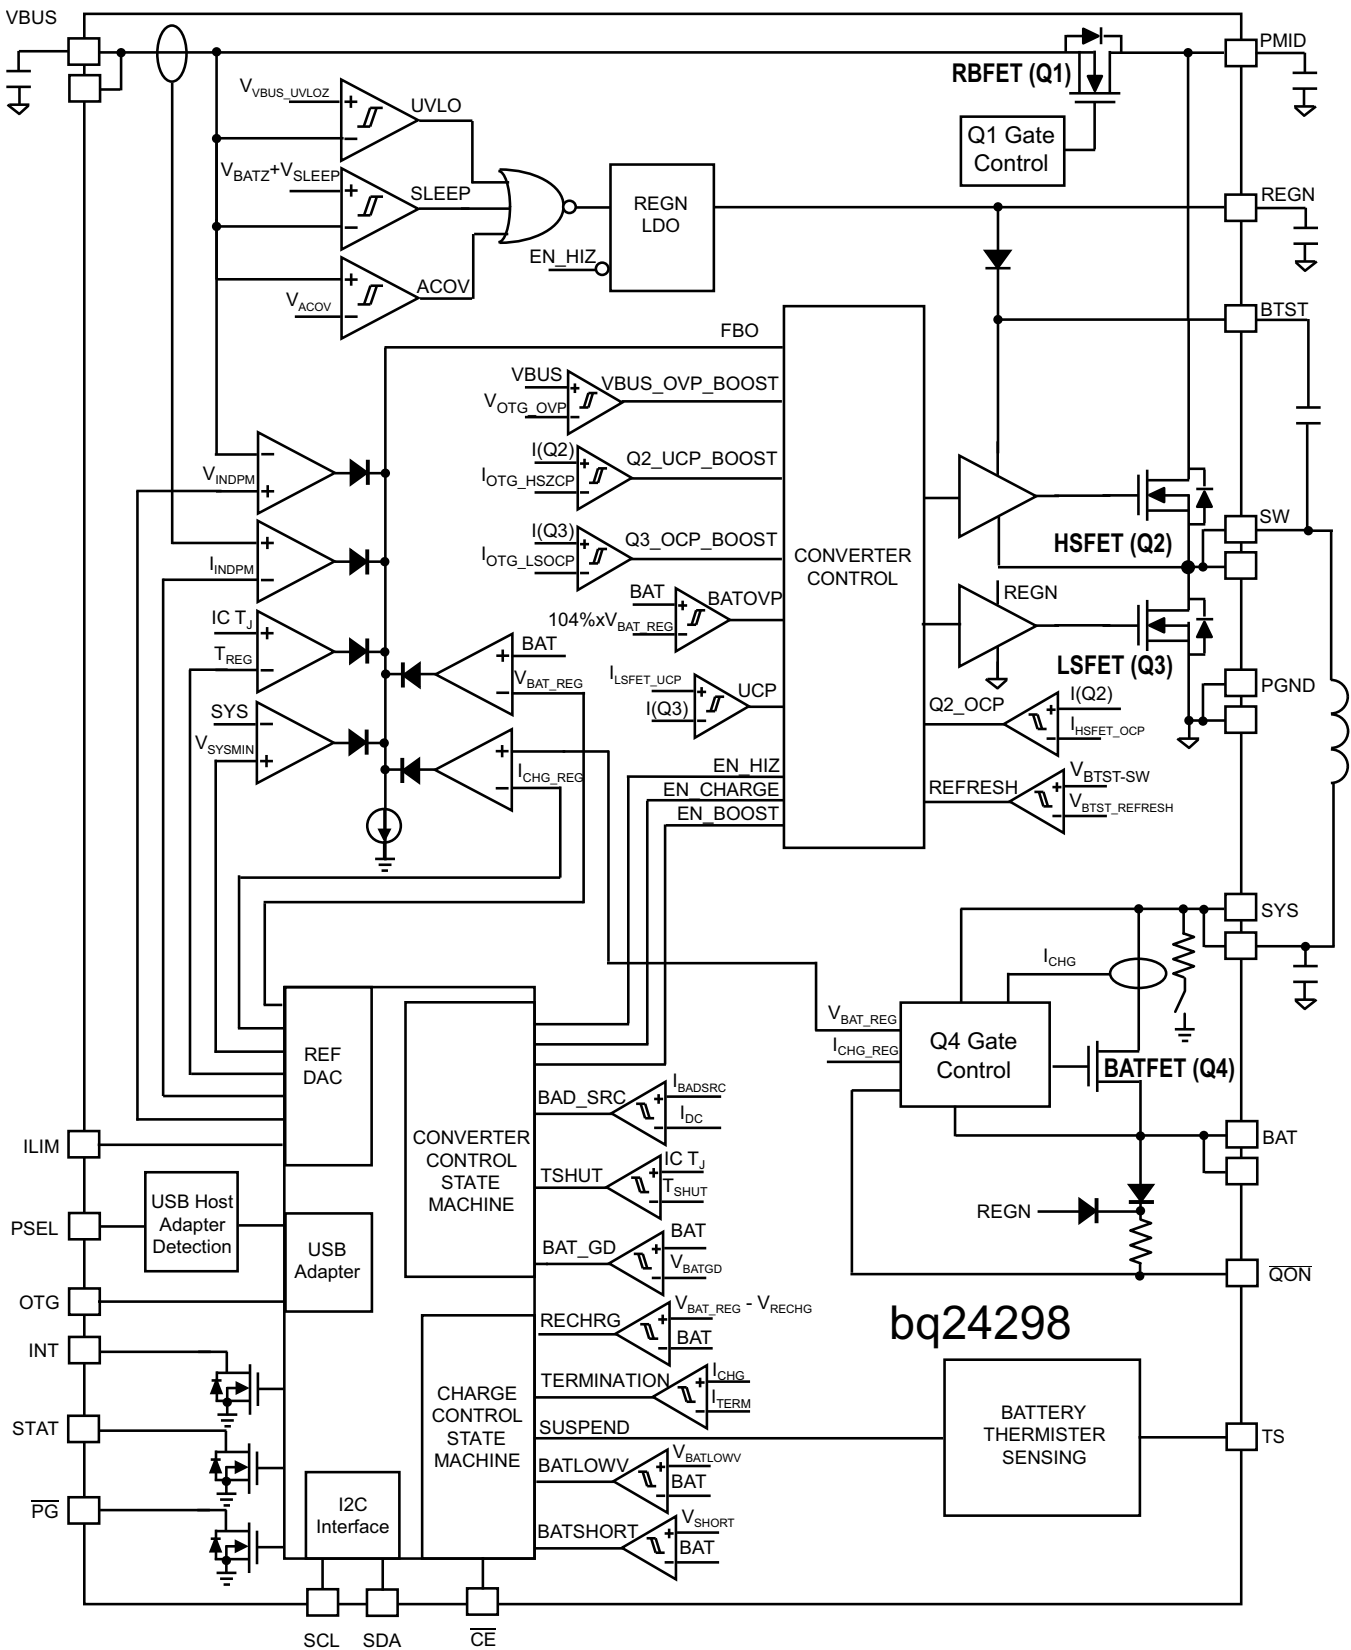 VBUS
PMID
RBFET (Q1)
V_VBUS_UVLOZ
UVLO
Q1 Gate
Control
V_BATZ+V_SLEEP
SLEEP
REGN
LDO
REGN
EN_HIZ
ACOV
V_ACOV
BTST
FBO
VBUS
VBUS_OVP_BOOST
V_OTG_OVP
I(Q2)
Q2_UCP_BOOST
I_OTG_HSZCP
V_INDPM
SW
I(Q3)
Q3_OCP_BOOST
I_OTG_LSOCP
HSFET (Q2)
CONVERTER
CONTROL
I_INDPM
BAT
BATOVP
104%xV_BAT_REG
REGN
IC T_J
T_REG
BAT
V_BAT_REG
LSFET (Q3)
I_LSFET_UCP
UCP
I(Q3)
PGND
Q2_OCP
I(Q2)
I_HSFET_OCP
SYS
V_SYSMIN
I_CHG_REG
EN_HIZ
EN_CHARGE
EN_BOOST
REFRESH
V_BTST-SW
V_BTST_REFRESH
SYS
I_CHG
V_BAT_REG
I_CHG_REG
Q4 Gate
Control
BATFET (Q4)
REF
DAC
BAD_SRC
I_BADSRC
I_DC
CONVERTER
CONTROL
STATE
MACHINE
ILIM
BAT
TSHUT
IC T_J
T_SHUT
USB Host
Adapter
Detection
PSEL
REGN
USB
Adapter
BAT_GD
BAT
V_BATGD
QON
OTG
RECHRG
V_BAT_REG - V_RECHG
BAT
bq24298
INT
TERMINATION
I_CHG
I_TERM
CHARGE
CONTROL
STATE
MACHINE
SUSPEND
BATTERY
THERMISTER
SENSING
STAT
TS
BATLOWV
V_BATLOWV
BAT
PG
I2C
Interface
BATSHORT
V_SHORT
BAT
SCL
SDA
CE